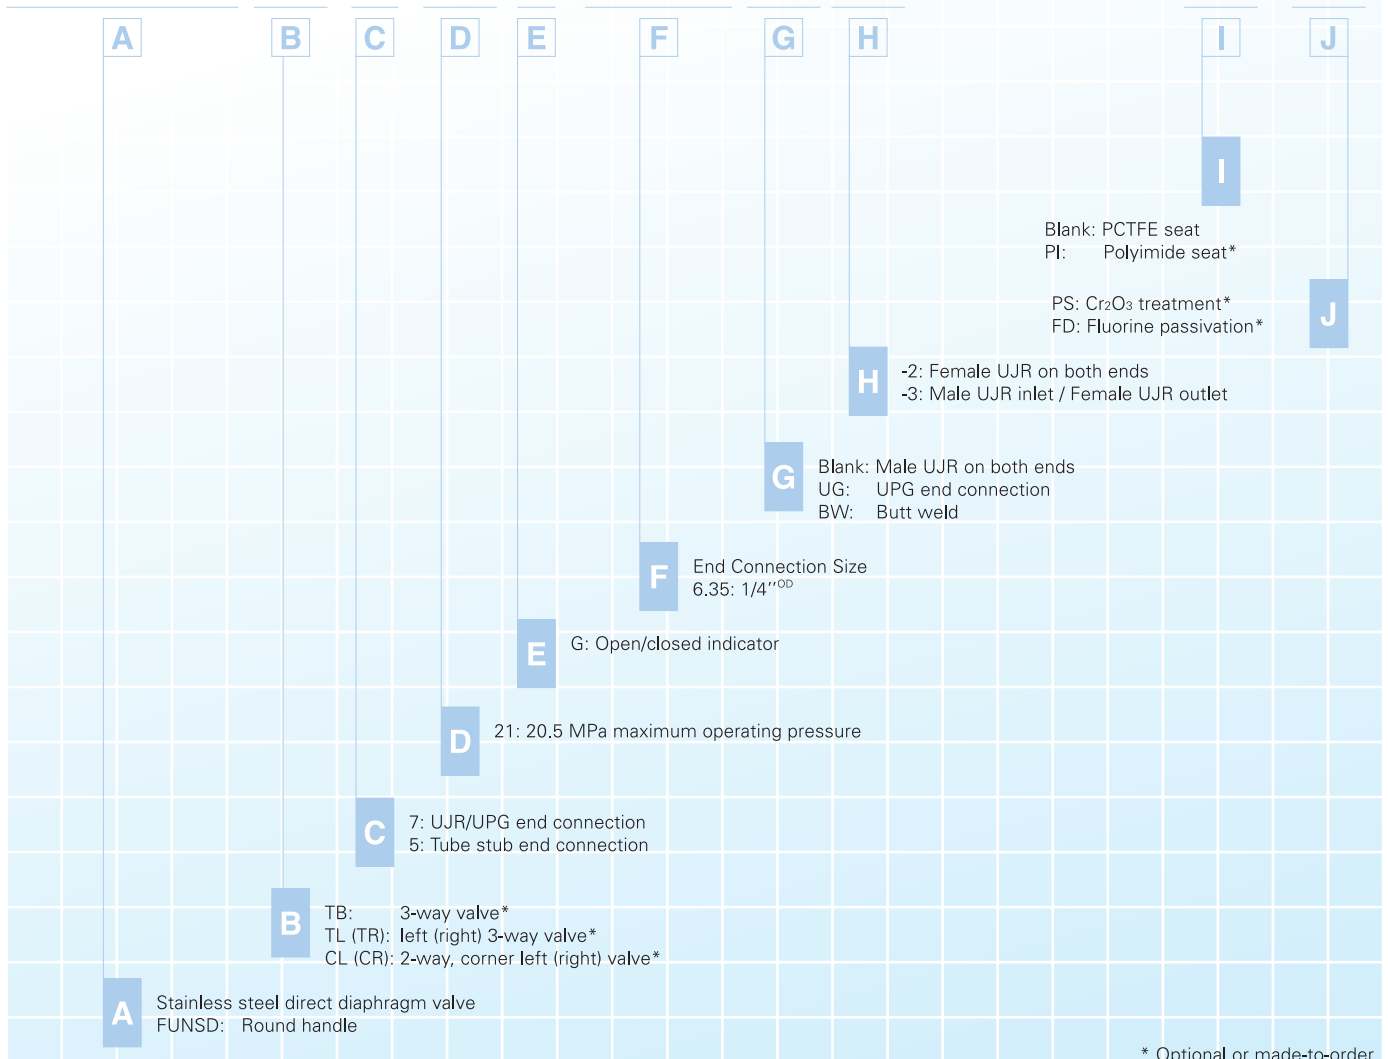 A B C D E F G H I J
I
Blank: PCTFE seat
PI: Polyimide seat*
J
PS: Cr₂O₃ treatment*
FD: Fluorine passivation*
H
-2: Female UJR on both ends
-3: Male UJR inlet / Female UJR outlet
G
Blank: Male UJR on both ends
UG: UPG end connection
BW: Butt weld
F
End Connection Size
6.35: 1/4''OD
E
G: Open/closed indicator
D
21: 20.5 MPa maximum operating pressure
C
7: UJR/UPG end connection
5: Tube stub end connection
B
TB: 3-way valve*
TL (TR): left (right) 3-way valve*
CL (CR): 2-way, corner left (right) valve*
A
Stainless steel direct diaphragm valve
FUNSD: Round handle
* Optional or made-to-order